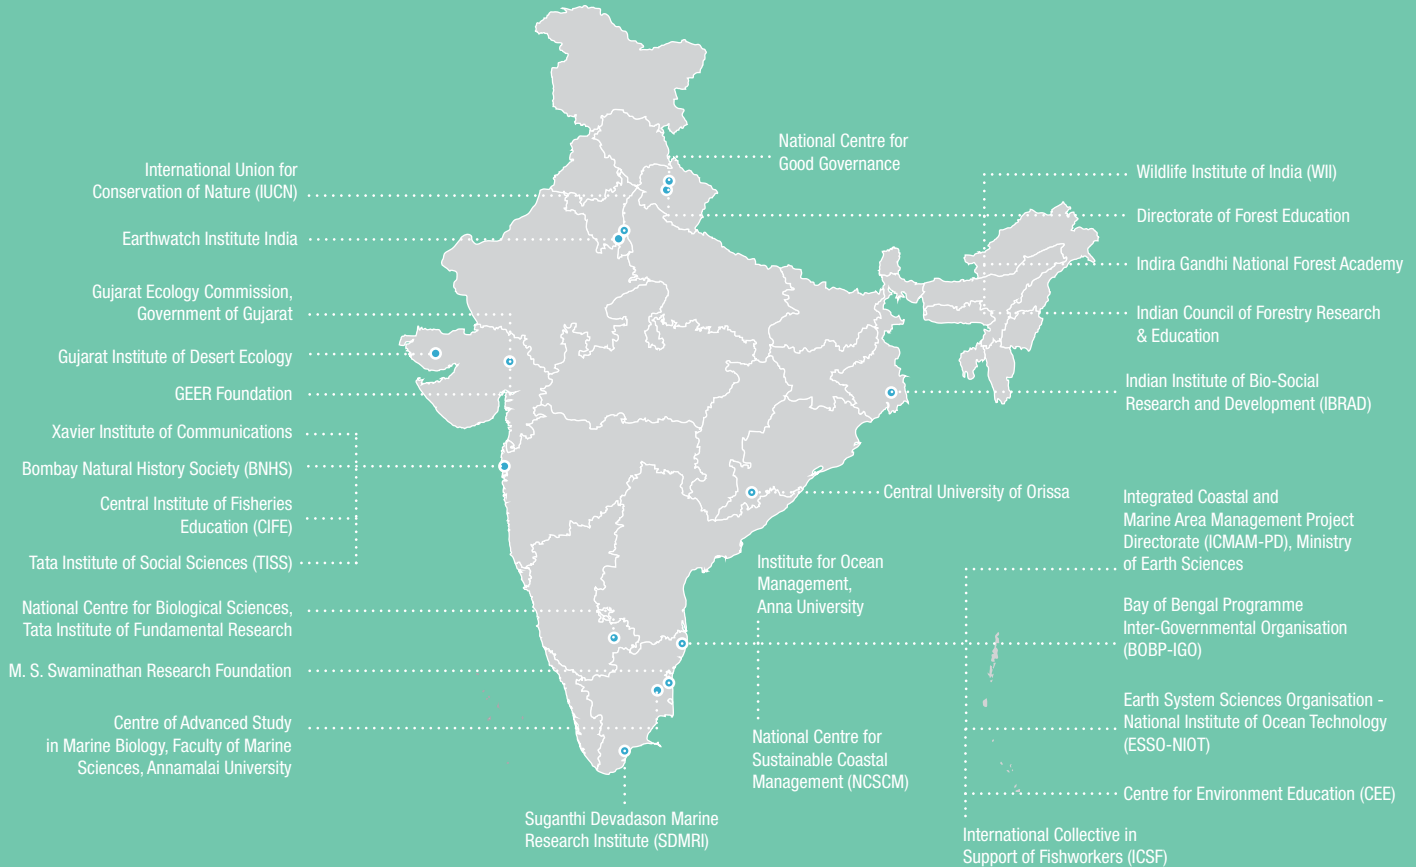 National Centre for
Good Governance
International Union for
Conservation of Nature (IUCN)
Earthwatch Institute India
Gujarat Ecology Commission,
Government of Gujarat
Gujarat Institute of Desert Ecology
GEER Foundation
Xavier Institute of Communications
Bombay Natural History Society (BNHS)
Central Institute of Fisheries
Education (CIFE)
Tata Institute of Social Sciences (TISS)
National Centre for Biological Sciences,
Tata Institute of Fundamental Research
M. S. Swaminathan Research Foundation
Centre of Advanced Study
in Marine Biology, Faculty of Marine
Sciences, Annamalai University
Suganthi Devadason Marine
Research Institute (SDMRI)
Institute for Ocean
Management,
Anna University
National Centre for
Sustainable Coastal
Management (NCSCM)
Wildlife Institute of India (WII)
Directorate of Forest Education
Indira Gandhi National Forest Academy
Indian Council of Forestry Research
& Education
Indian Institute of Bio-Social
Research and Development (IBRAD)
Central University of Orissa
Integrated Coastal and
Marine Area Management Project
Directorate (ICMAM-PD), Ministry
of Earth Sciences
Bay of Bengal Programme
Inter-Governmental Organisation
(BOBP-IGO)
Earth System Sciences Organisation -
National Institute of Ocean Technology
(ESSO-NIOT)
Centre for Environment Education (CEE)
International Collective in
Support of Fishworkers (ICSF)